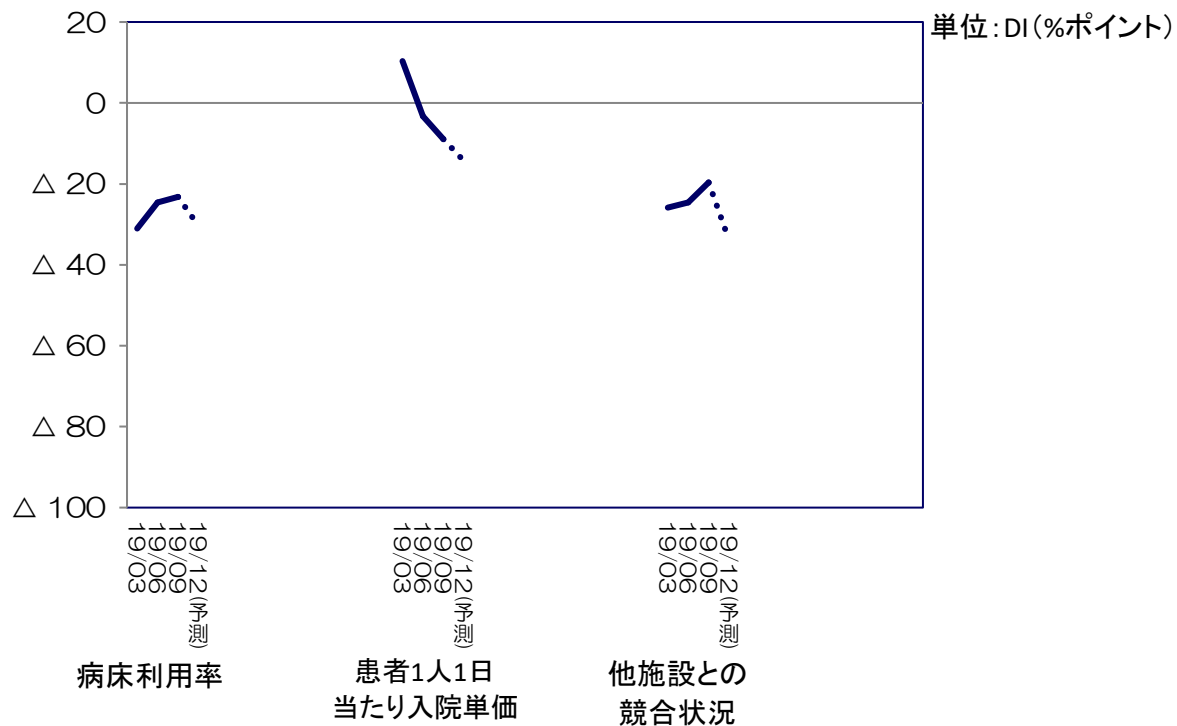 単位:DI(%ポイント)
20
0
△ 20
△ 40
△ 60
△ 80
△ 100
19/03
19/06
19/09
19/12(予測)
19/03
19/06
19/09
19/12(予測)
19/03
19/06
19/09
19/12(予測)
病床利用率
患者1人1日
当たり入院単価
他施設との
競合状況